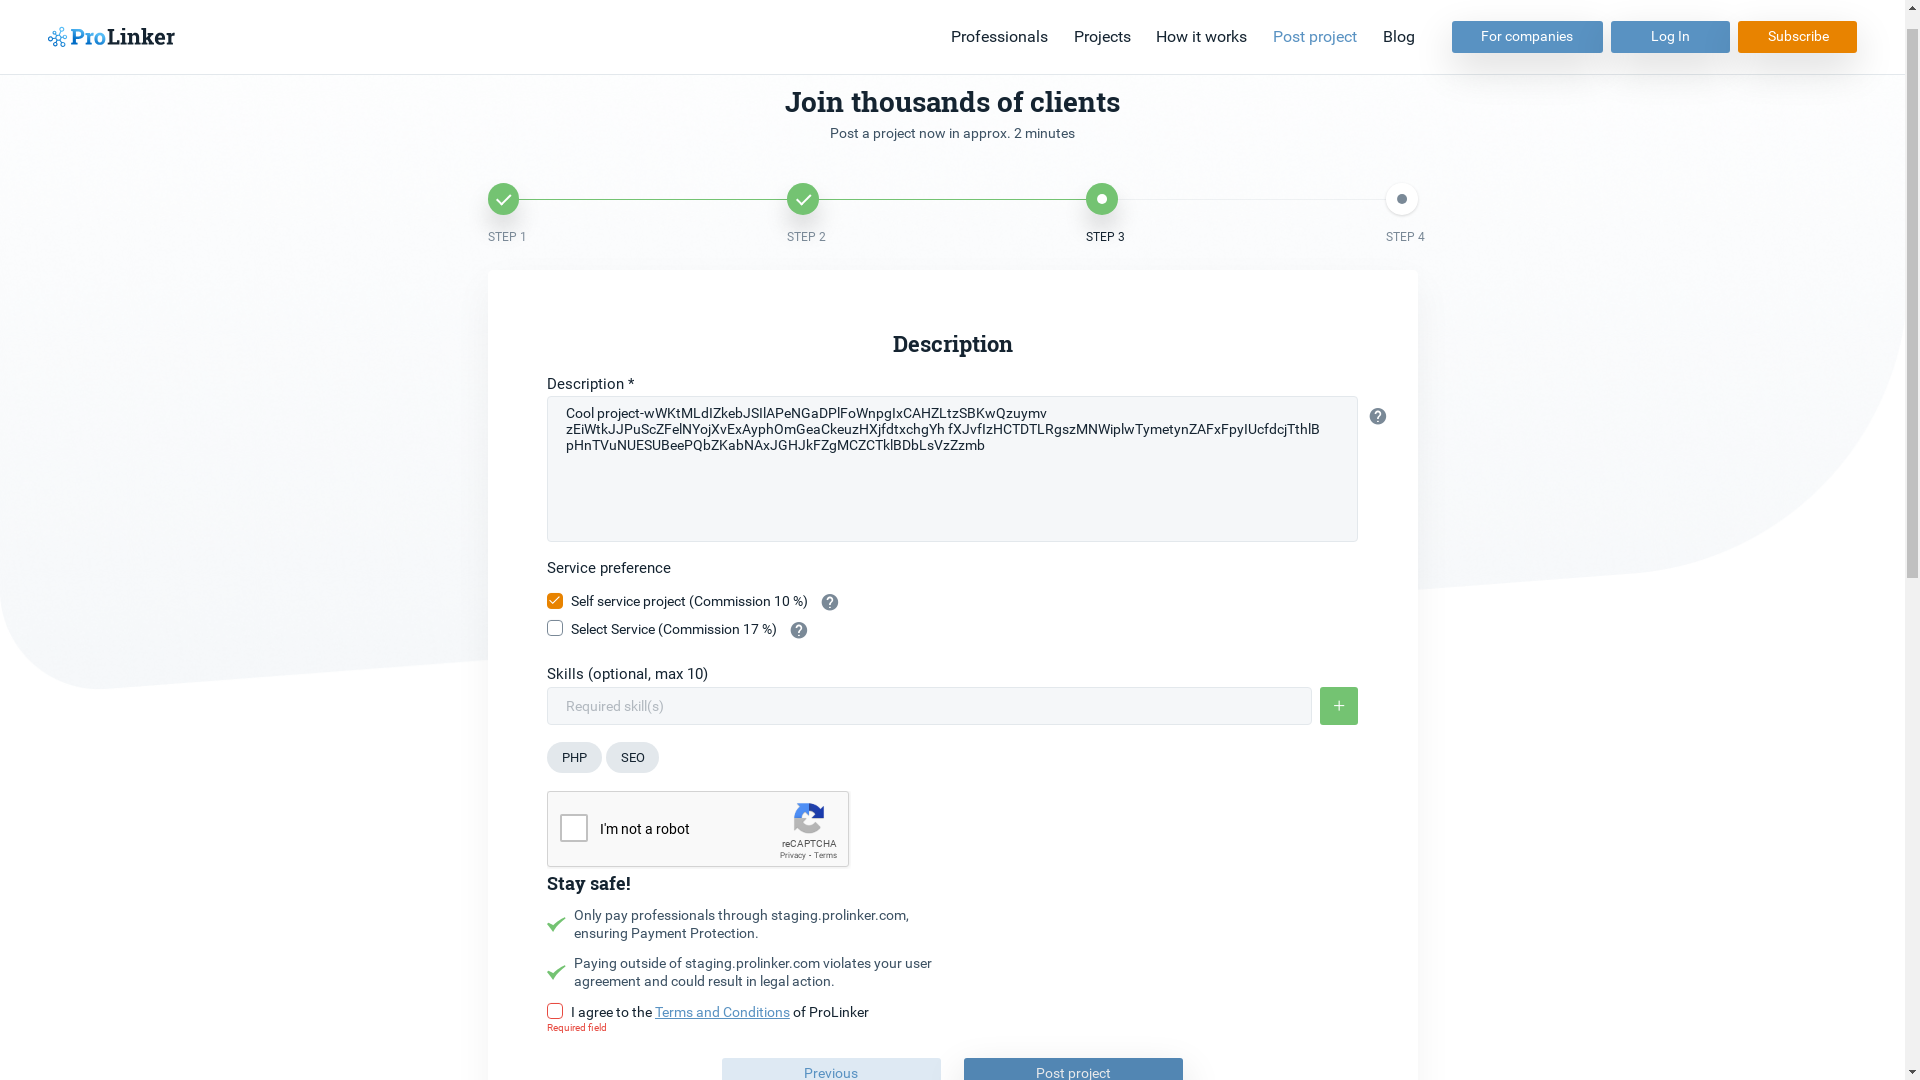 ProLinker
Professionals
Projects
How it works
Post project
Blog
For companies
Log In
Subscribe
Join thousands of clients
Post a project now in approx. 2 minutes
STEP 1
STEP 2
STEP 3
STEP 4
Description
Description *
Cool project-wWKtMLdIZkebJSIlAPeNGaDPlFoWnpgIxCAHZLtzSBKwQzuymv
zEiWtkJJPuScZFelNYojXvExAyphOmGeaCkeuzHXjfdtxchgYh fXJvfIzHCTDTLRgszMNWiplwTymetynZAFxFpyIUcfdcjTthlB
pHnTVuNUESUBeePQbZKabNAxJGHJkFZgMCZCTklBDbLsVzZzmb
Service preference
Self service project (Commission 10 %)
Select Service (Commission 17 %)
Skills (optional, max 10)
Required skill(s)
+
PHP
SEO
I'm not a robot
reCAPTCHA
Privacy - Terms
Stay safe!
Only pay professionals through staging.prolinker.com,
ensuring Payment Protection.
Paying outside of staging.prolinker.com violates your user
agreement and could result in legal action.
I agree to the Terms and Conditions of ProLinker
Required field
Previous
Post project